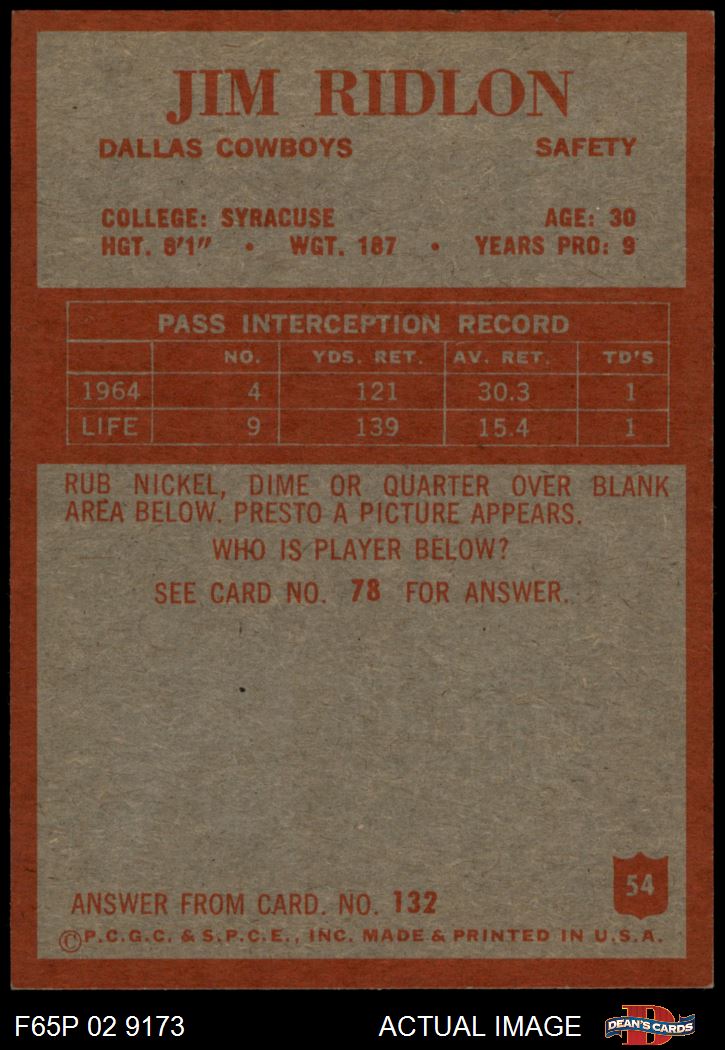 JIM RIDLON
DALLAS COWBOYS SAFETY
COLLEGE: SYRACUSE AGE: 30
HGT. 6'1" • WGT. 187 • YEARS PRO: 9
PASS INTERCEPTION RECORD
NO. YDS. RET. AV. RET. TD'S
1964 4 121 30.3 1
LIFE 9 139 15.4 1
RUB NICKEL, DIME OR QUARTER OVER BLANK
AREA BELOW. PRESTO A PICTURE APPEARS.
WHO IS PLAYER BELOW?
SEE CARD NO. 78 FOR ANSWER.
54
ANSWER FROM CARD. NO. 132
©P.C.G.C. & S.P.C.E., INC. MADE & PRINTED IN U.S.A.
F65P 02 9173 ACTUAL IMAGE
DEAN'S CARDS